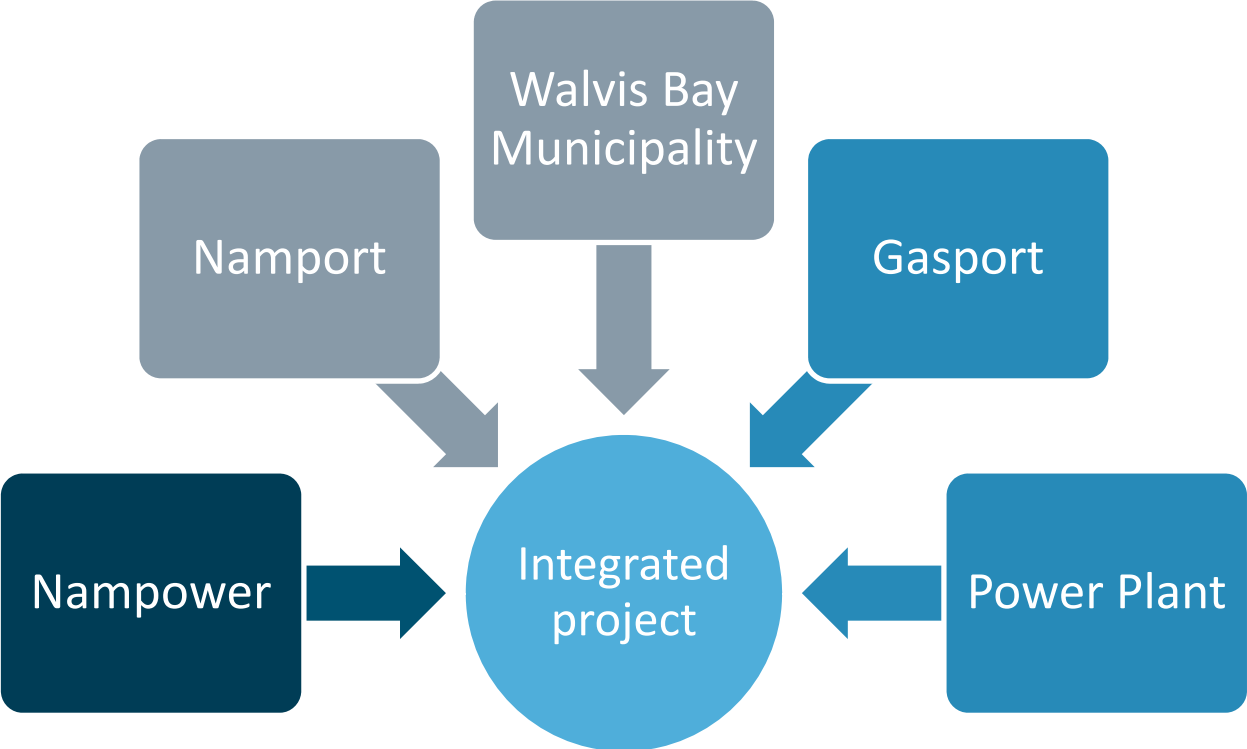 Walvis Bay
Municipality
Namport
Gasport
Nampower
Integrated
project
Power Plant